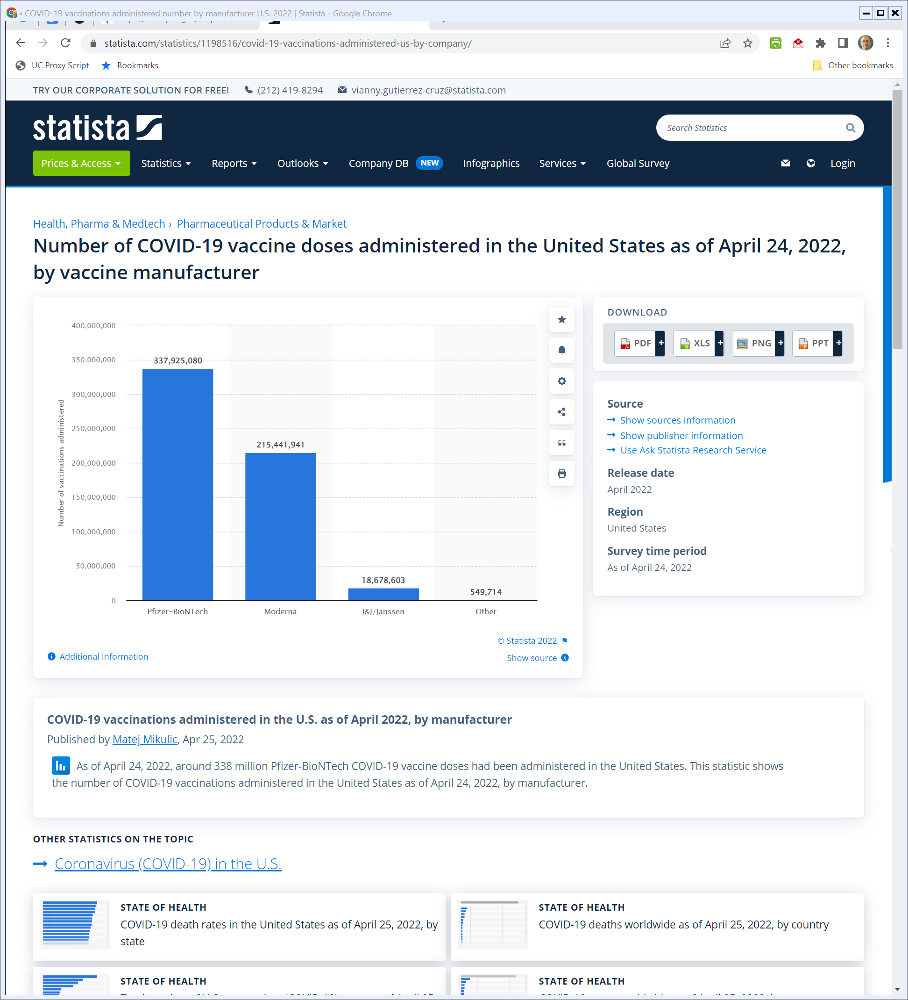 • COVID-19 vaccinations administered number by manufacturer U.S. 2022 | Statista - Google Chrome
statista.com/statistics/1198516/covid-19-vaccinations-administered-us-by-company/
UC Proxy Script Bookmarks Other bookmarks
TRY OUR CORPORATE SOLUTION FOR FREE! (212) 419-8294 vianny.gutierrez-cruz@statista.com
statista
Search Statistics
Prices & Access Statistics Reports Outlooks Company DB NEW Infographics Services Global Survey Login
Health, Pharma & Medtech › Pharmaceutical Products & Market
Number of COVID-19 vaccine doses administered in the United States as of April 24, 2022,
by vaccine manufacturer
400,000,000
350,000,000
300,000,000
250,000,000
200,000,000
150,000,000
100,000,000
50,000,000
0
Number of vaccinations administered
337,925,080
215,441,941
18,678,603
549,714
Pfizer-BioNTech Moderna J&J/Janssen Other
© Statista 2022
Additional Information
Show source
DOWNLOAD
PDF + XLS + PNG + PPT +
Source
Show sources information
Show publisher information
Use Ask Statista Research Service
Release date
April 2022
Region
United States
Survey time period
As of April 24, 2022
COVID-19 vaccinations administered in the U.S. as of April 2022, by manufacturer
Published by Matej Mikulic, Apr 25, 2022
As of April 24, 2022, around 338 million Pfizer-BioNTech COVID-19 vaccine doses had been administered in the United States. This statistic shows
the number of COVID-19 vaccinations administered in the United States as of April 24, 2022, by manufacturer.
OTHER STATISTICS ON THE TOPIC
Coronavirus (COVID-19) in the U.S.
STATE OF HEALTH
COVID-19 death rates in the United States as of April 25, 2022, by
state
STATE OF HEALTH
COVID-19 deaths worldwide as of April 25, 2022, by country
STATE OF HEALTH
STATE OF HEALTH